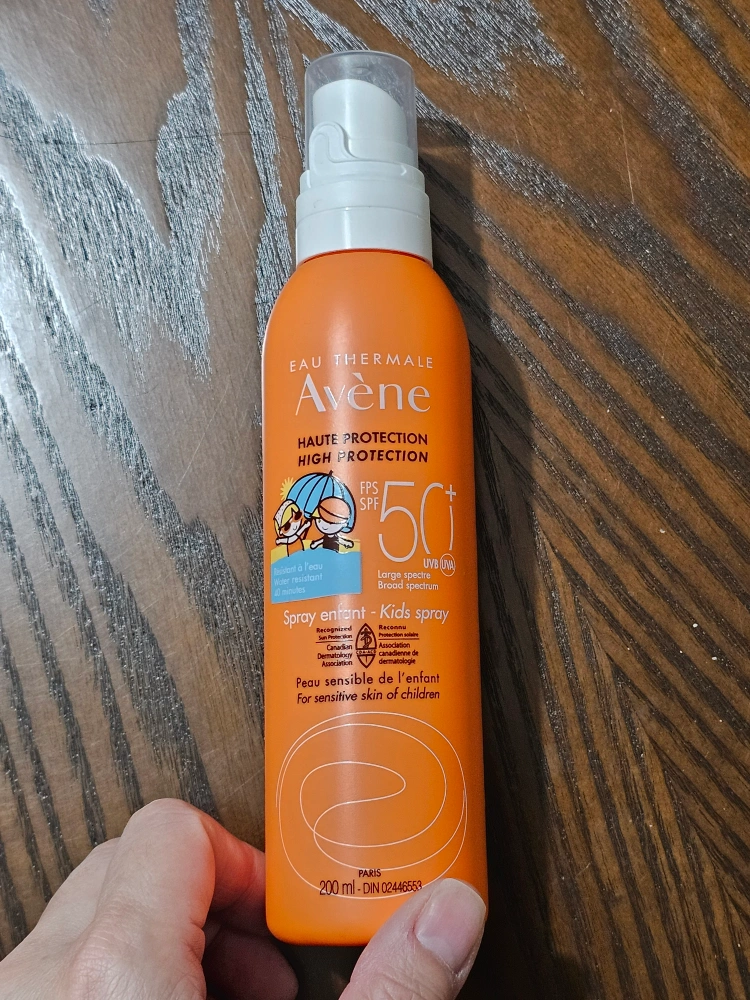 EAU THERMALE
Avène
HAUTE PROTECTION
HIGH PROTECTION
FPS
SPF
50+
UVB UVA
Large spectre
Broad spectrum
Résistant à l'eau
Water resistant
40 minutes
Spray enfant - Kids spray
Recognized
Sun Protection
Canadian
Dermatology
Association
Reconnu
Protection solaire
Association
canadienne de
dermatologie
Peau sensible de l'enfant
For sensitive skin of children
PARIS
200 ml - DIN 02446553